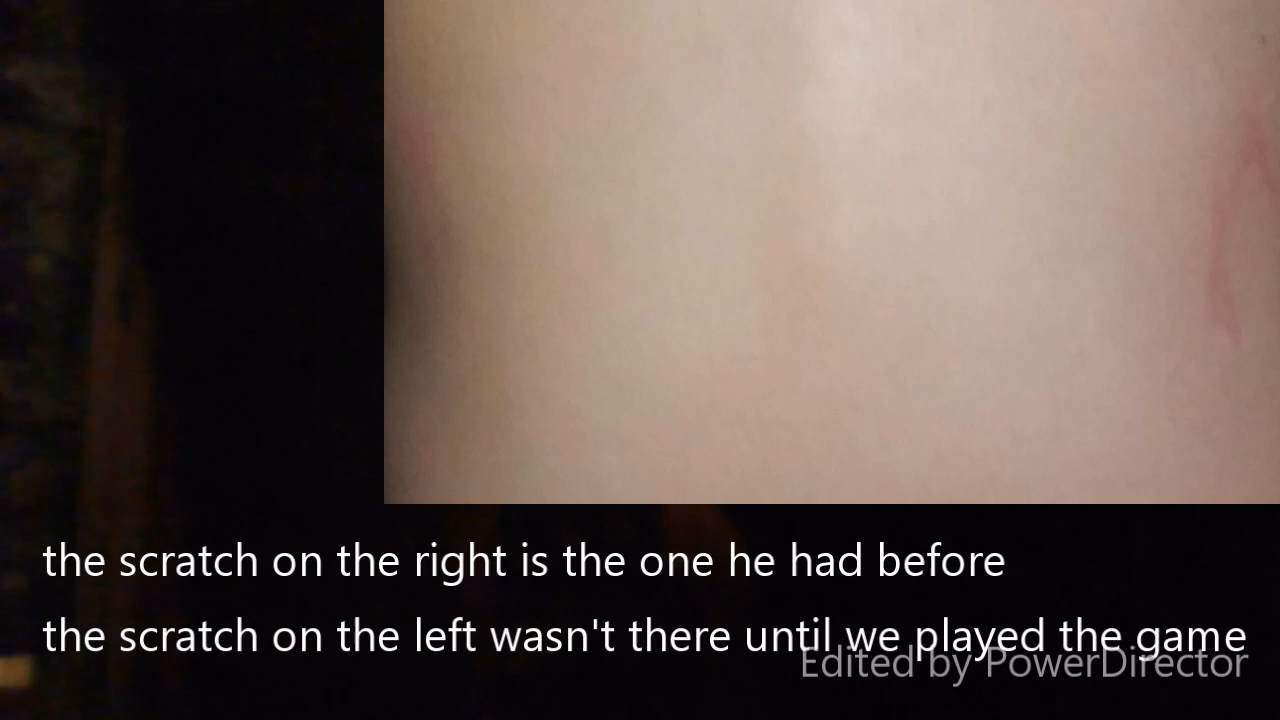 the scratch on the right is the one he had before
the scratch on the left wasn't there until we played the game
Edited by PowerDirector